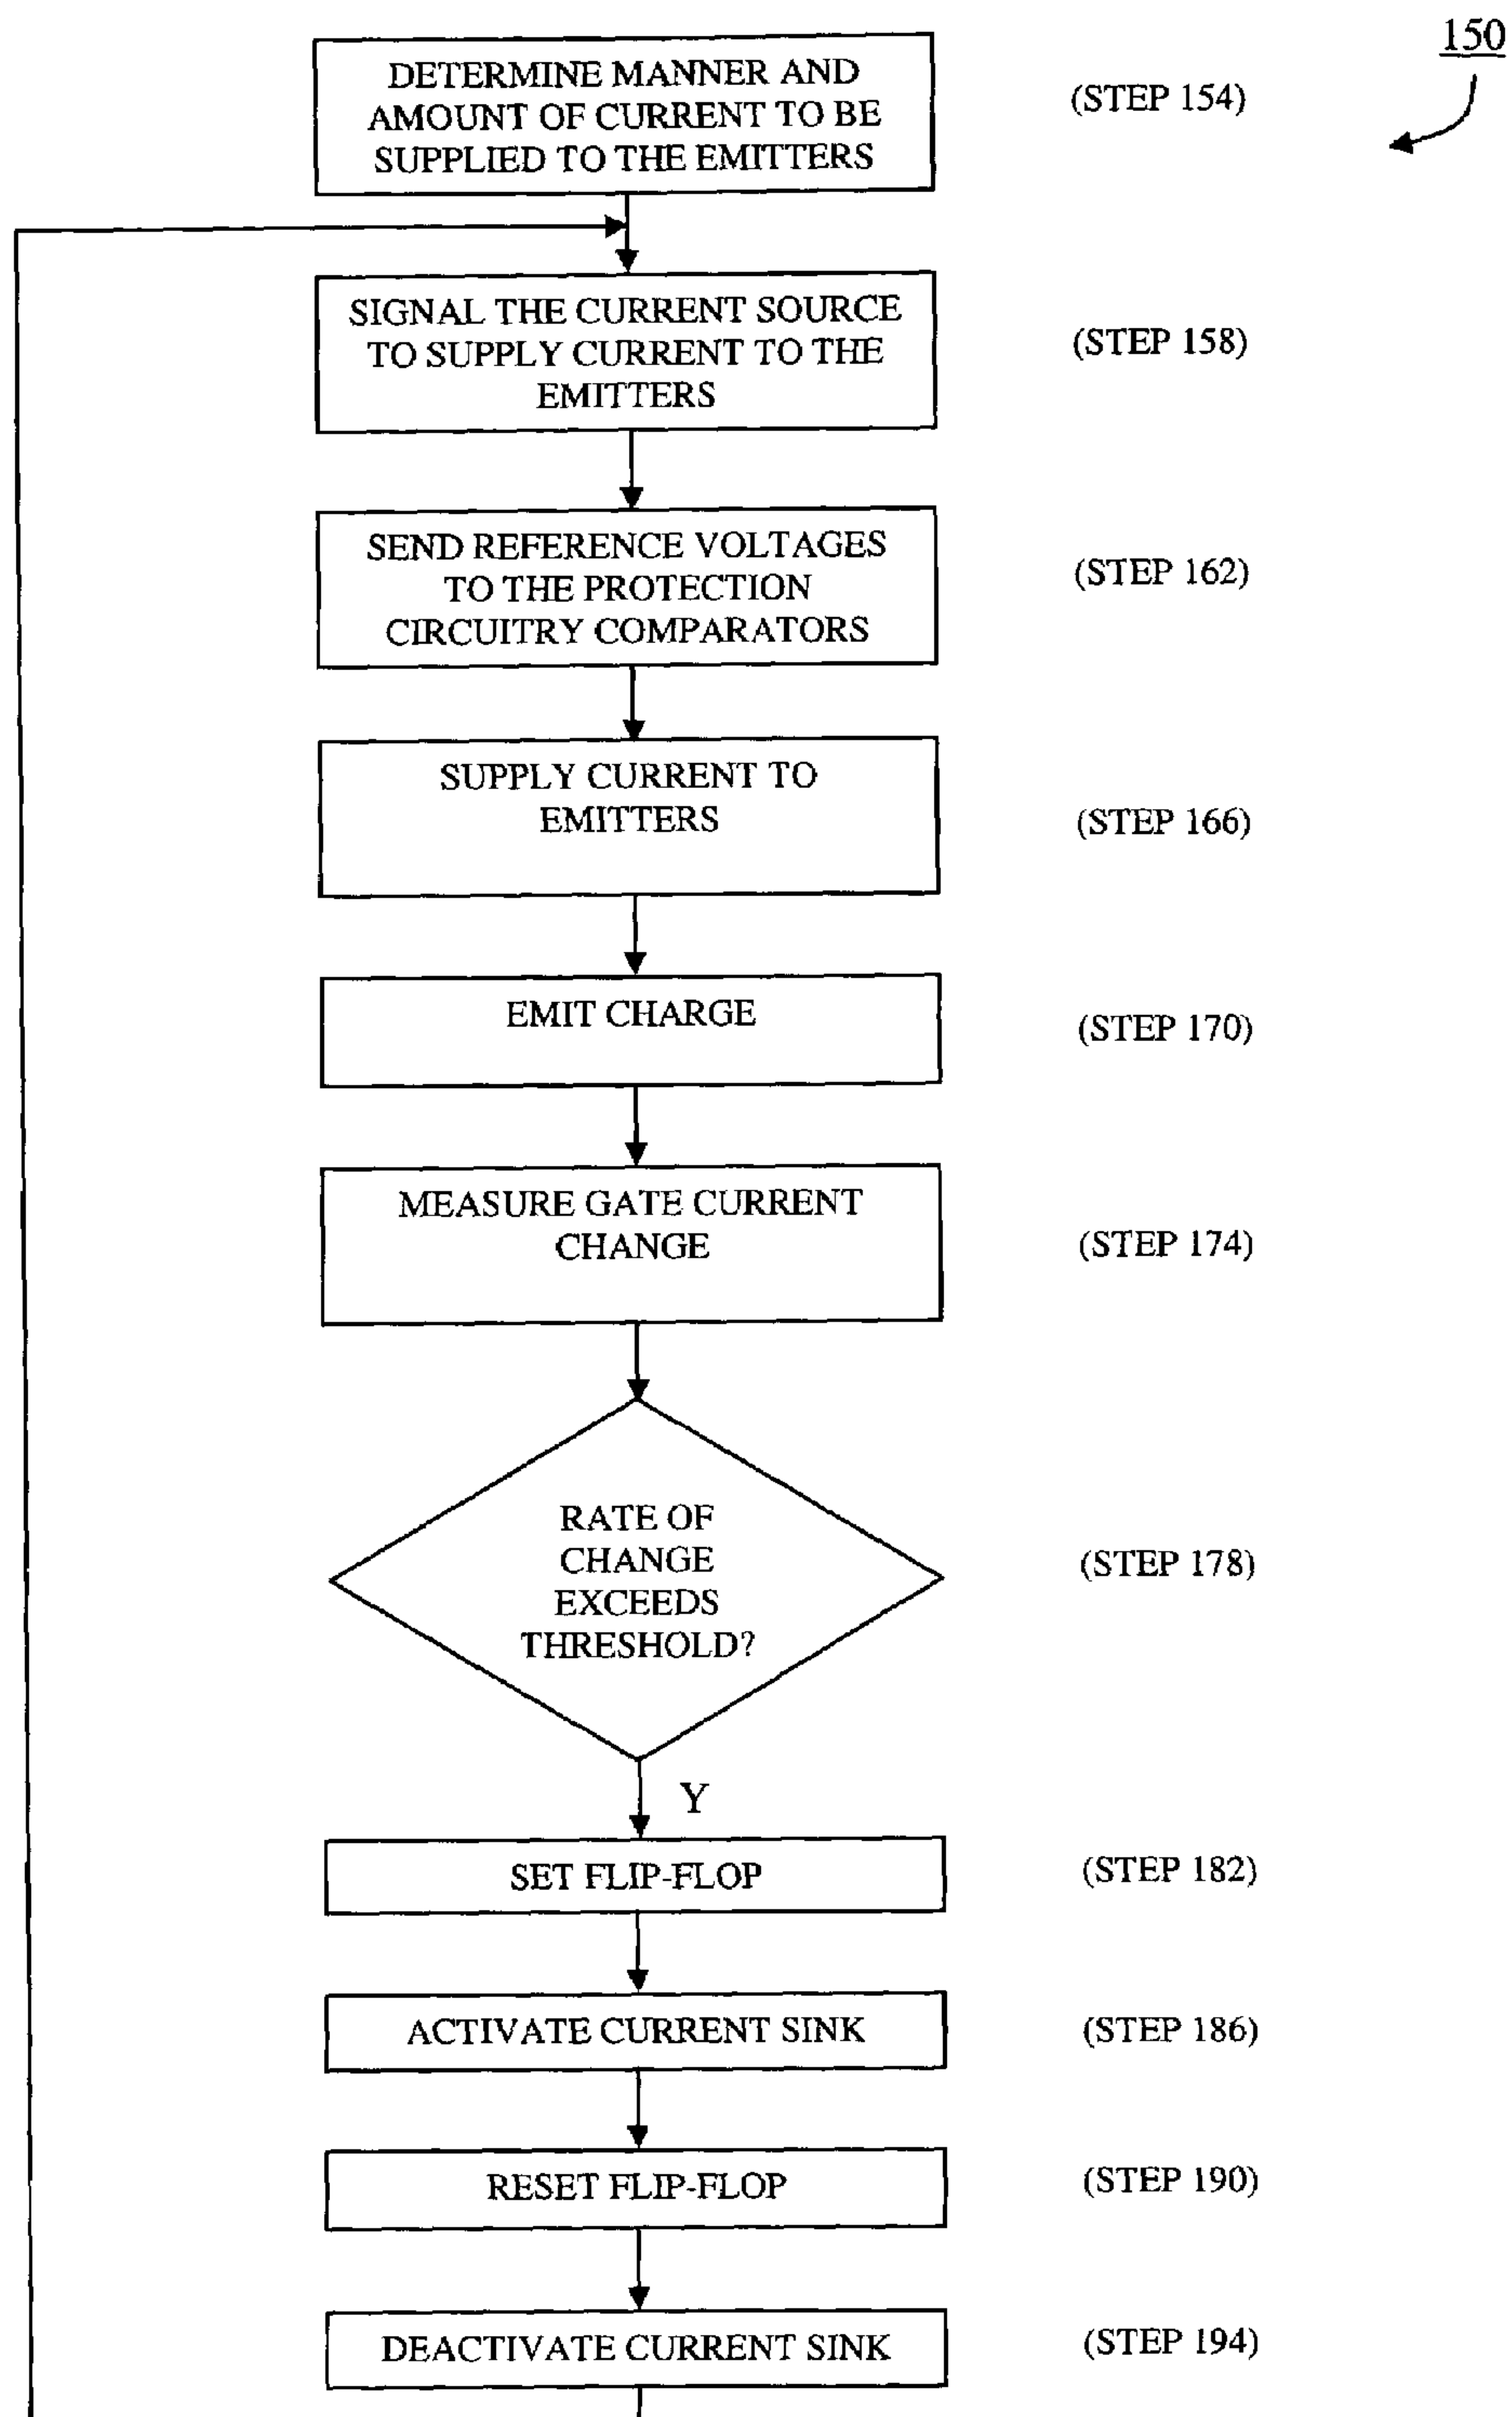 150
DETERMINE MANNER AND
AMOUNT OF CURRENT TO BE
SUPPLIED TO THE EMITTERS
(STEP 154)
SIGNAL THE CURRENT SOURCE
TO SUPPLY CURRENT TO THE
EMITTERS
(STEP 158)
SEND REFERENCE VOLTAGES
TO THE PROTECTION
CIRCUITRY COMPARATORS
(STEP 162)
SUPPLY CURRENT TO
EMITTERS
(STEP 166)
EMIT CHARGE
(STEP 170)
MEASURE GATE CURRENT
CHANGE
(STEP 174)
RATE OF
CHANGE
EXCEEDS
THRESHOLD?
(STEP 178)
Y
SET FLIP-FLOP
(STEP 182)
ACTIVATE CURRENT SINK
(STEP 186)
RESET FLIP-FLOP
(STEP 190)
DEACTIVATE CURRENT SINK
(STEP 194)